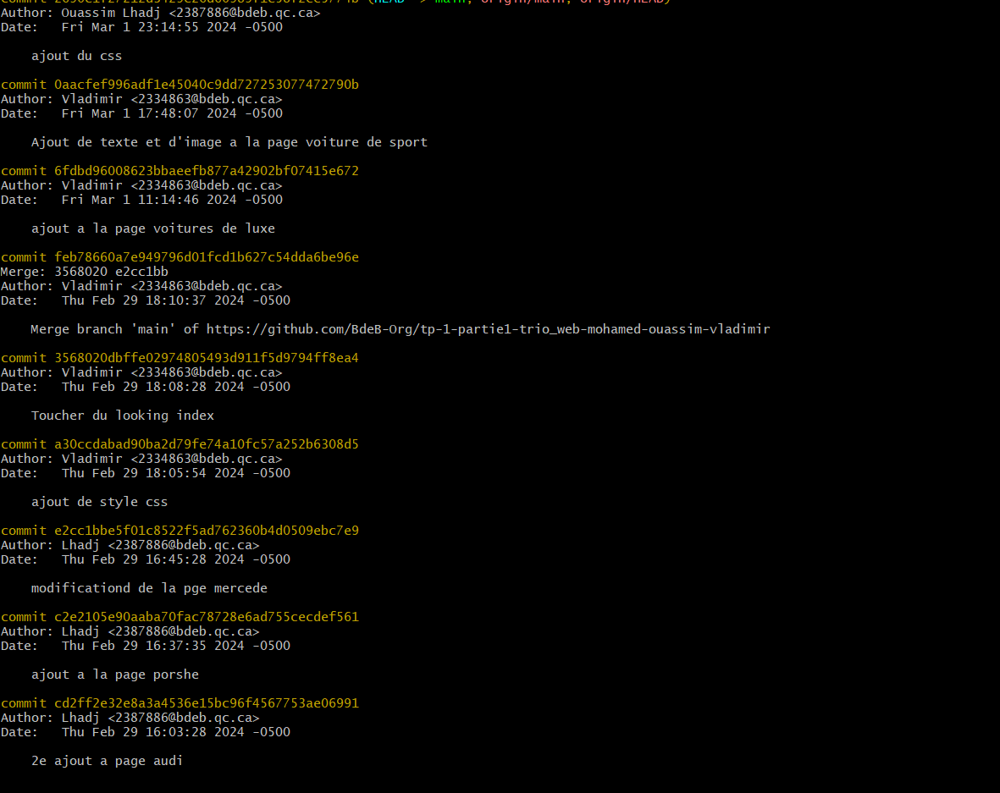 Author: Ouassim Lhadj <2387886@bdeb.qc.ca>
Date:   Fri Mar 1 23:14:55 2024 -0500
ajout du css
commit 0aacfef996adf1e45040c9dd727253077472790b
Author: Vladimir <2334863@bdeb.qc.ca>
Date:   Fri Mar 1 17:48:07 2024 -0500
Ajout de texte et d'image a la page voiture de sport
commit 6fdbd96008623bbaeefb877a42902bf07415e672
Author: Vladimir <2334863@bdeb.qc.ca>
Date:   Fri Mar 1 11:14:46 2024 -0500
ajout a la page voitures de luxe
commit feb78660a7e949796d01fcd1b627c54dda6be96e
Merge: 3568020 e2cc1bb
Author: Vladimir <2334863@bdeb.qc.ca>
Date:   Thu Feb 29 18:10:37 2024 -0500
Merge branch 'main' of https://github.com/BdeB-Org/tp-1-partie1-trio_web-mohamed-ouassim-vladimir
commit 3568020dbffe02974805493d911f5d9794ff8ea4
Author: Vladimir <2334863@bdeb.qc.ca>
Date:   Thu Feb 29 18:08:28 2024 -0500
Toucher du looking index
commit a30ccdabad90ba2d79fe74a10fc57a252b6308d5
Author: Vladimir <2334863@bdeb.qc.ca>
Date:   Thu Feb 29 18:05:54 2024 -0500
ajout de style css
commit e2cc1bbe5f01c8522f5ad762360b4d0509ebc7e9
Author: Lhadj <2387886@bdeb.qc.ca>
Date:   Thu Feb 29 16:45:28 2024 -0500
modificationd de la pge mercede
commit c2e2105e90aaba70fac78728e6ad755cecdef561
Author: Lhadj <2387886@bdeb.qc.ca>
Date:   Thu Feb 29 16:37:35 2024 -0500
ajout a la page porshe
commit cd2ff2e32e8a3a4536e15bc96f4567753ae06991
Author: Lhadj <2387886@bdeb.qc.ca>
Date:   Thu Feb 29 16:03:28 2024 -0500
2e ajout a page audi